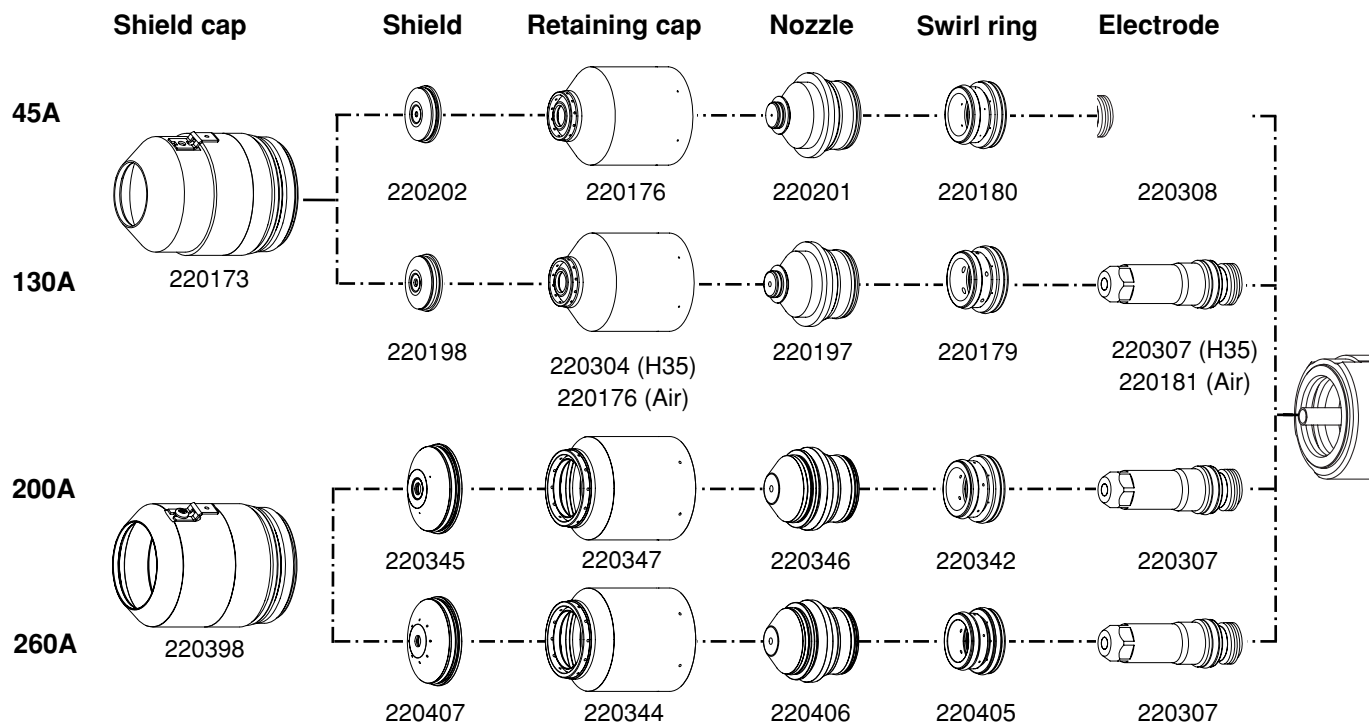 Shield cap Shield Retaining cap Nozzle Swirl ring Electrode
45A
220202 220176 220201 220180 220308
220173
130A
220198 220304 (H35) 220197 220179 220307 (H35)
220176 (Air) 220181 (Air)
200A
220345 220347 220346 220342 220307
220398
260A
220407 220344 220406 220405 220307